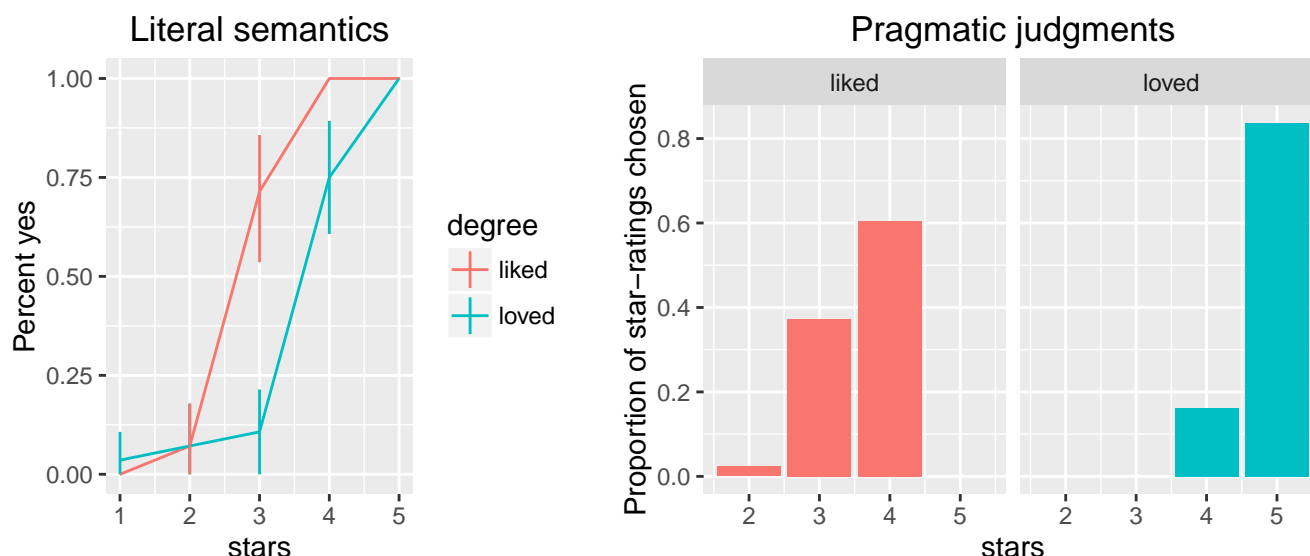 Literal semantics
Percent yes
1.00
0.75
0.50
0.25
0.00
1 2 3 4 5
stars
degree
liked
loved
Pragmatic judgments
liked loved
Proportion of star−ratings chosen
0.8
0.6
0.4
0.2
0.0
2 3 4 5 2 3 4 5
stars